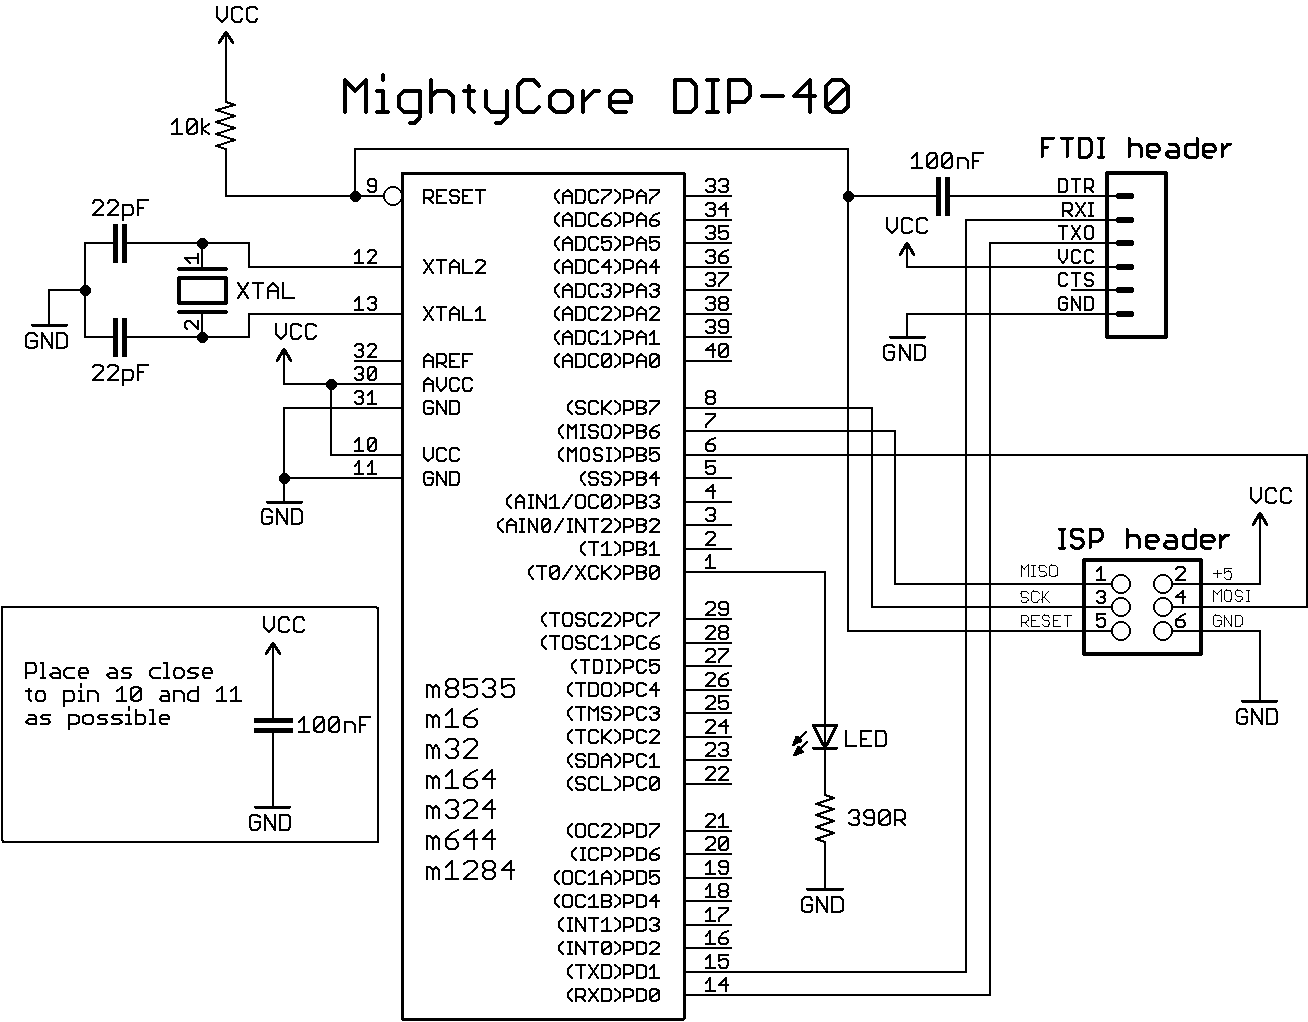 VCC
MightyCore DIP-40
10k
FTDI header
100nF
9
RESET
(ADC7)PA7
33
DTR
22pF
(ADC6)PA6
34
RXI
VCC
(ADC5)PA5
35
TXO
12
XTAL2
(ADC4)PA4
36
VCC
1
XTAL
2
(ADC3)PA3
37
CTS
13
XTAL1
(ADC2)PA2
38
GND
GND
VCC
(ADC1)PA1
39
GND
22pF
32
AREF
(ADC0)PA0
40
30
AVCC
31
GND
(SCK)PB7
8
(MISO)PB6
7
10
VCC
(MOSI)PB5
6
11
GND
(SS)PB4
5
GND
(AIN1/OC0)PB3
4
VCC
(AIN0/INT2)PB2
3
(T1)PB1
2
ISP header
(T0/XCK)PB0
1
MISO
1
2
+5
SCK
3
4
MOSI
RESET
5
6
GND
GND
VCC
Place as close
to pin 10 and 11
as possible
100nF
GND
(TOSC2)PC7
29
(TOSC1)PC6
28
(TDI)PC5
27
(TDO)PC4
26
(TMS)PC3
25
(TCK)PC2
24
(SDA)PC1
23
(SCL)PC0
22
m8535
m16
m32
m164
m324
m644
m1284
LED
390R
GND
(OC2)PD7
21
(ICP)PD6
20
(OC1A)PD5
19
(OC1B)PD4
18
(INT1)PD3
17
(INT0)PD2
16
(TXD)PD1
15
(RXD)PD0
14